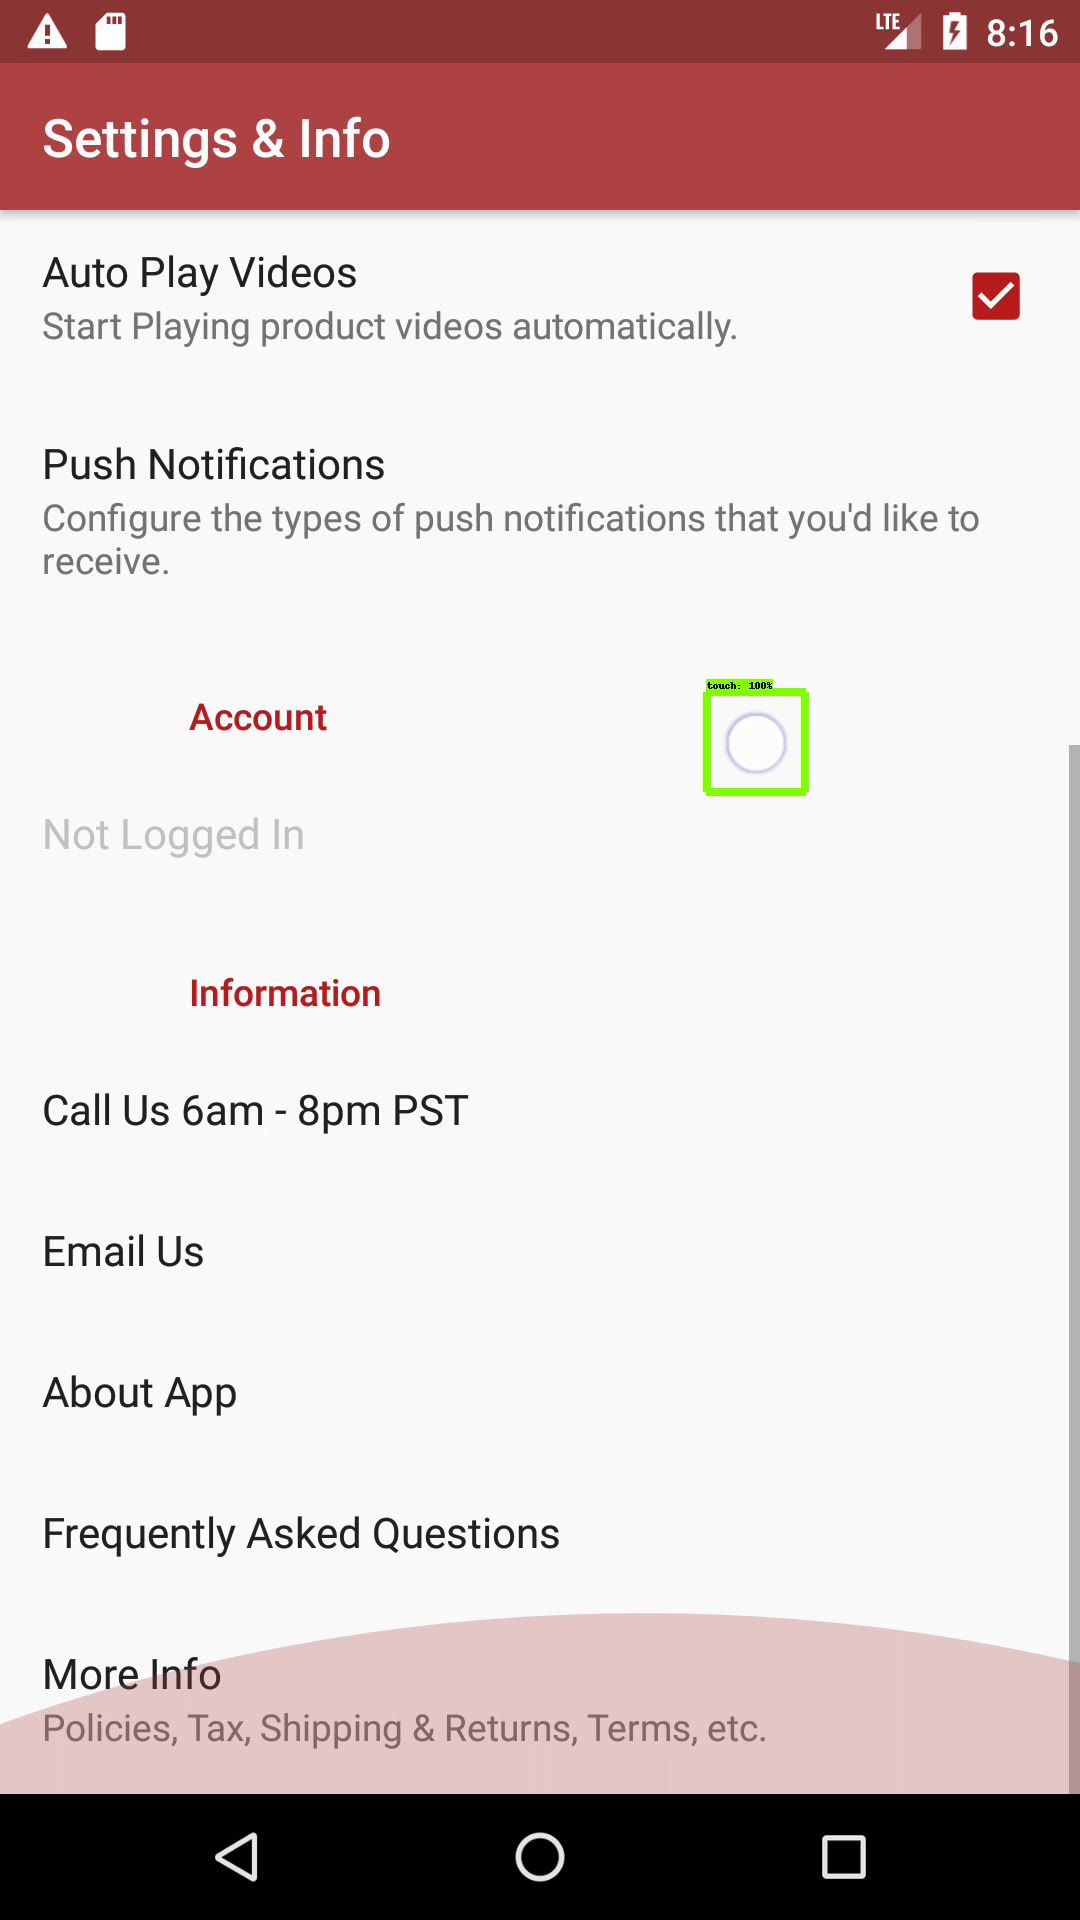 LTE 8:16
Settings & Info
Auto Play Videos
Start Playing product videos automatically.
Push Notifications
Configure the types of push notifications that you'd like to
receive.
touch: 100%
Account
Not Logged In
Information
Call Us 6am - 8pm PST
Email Us
About App
Frequently Asked Questions
More Info
Policies, Tax, Shipping & Returns, Terms, etc.